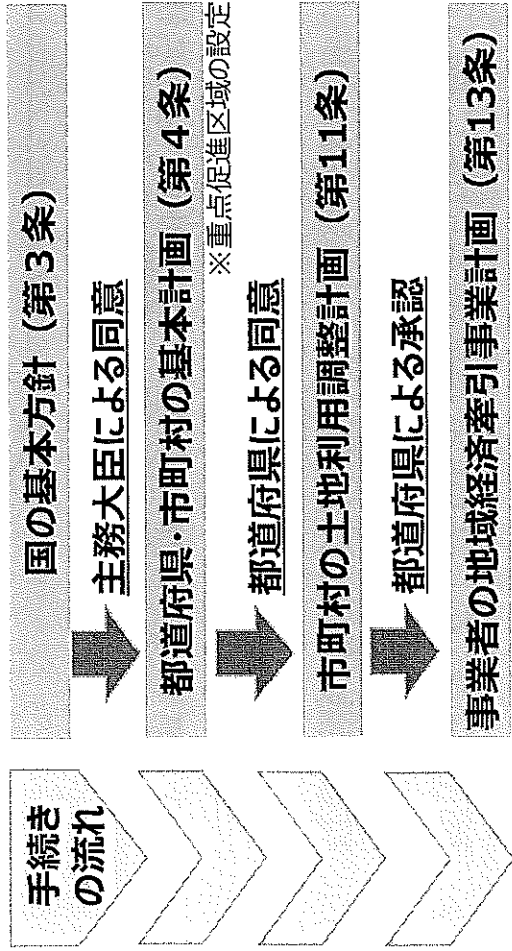 手続き
の流れ
国の基本方針（第３条）
主務大臣による同意
都道府県・市町村の基本計画（第４条）
※重点促進区域の設定
都道府県による同意
市町村の土地利用調整計画（第11条）
都道府県による承認
事業者の地域経済牽引事業計画（第13条）